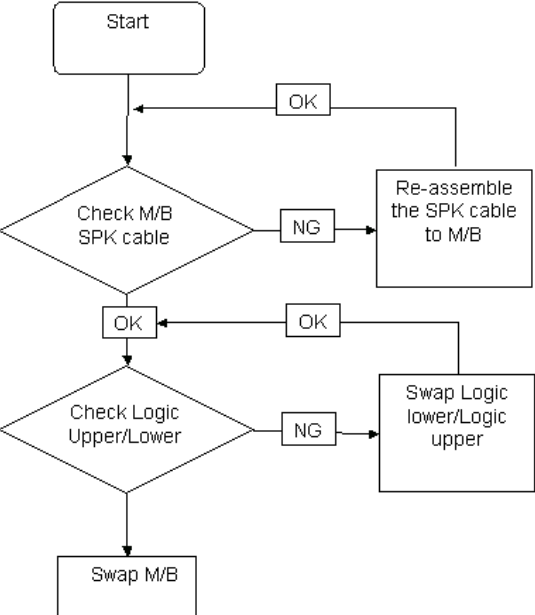 Start
OK
Check M/B
SPK cable
NG
Re-assemble
the SPK cable
to M/B
OK
OK
Check Logic
Upper/Lower
NG
Swap Logic
lower/Logic
upper
Swap M/B